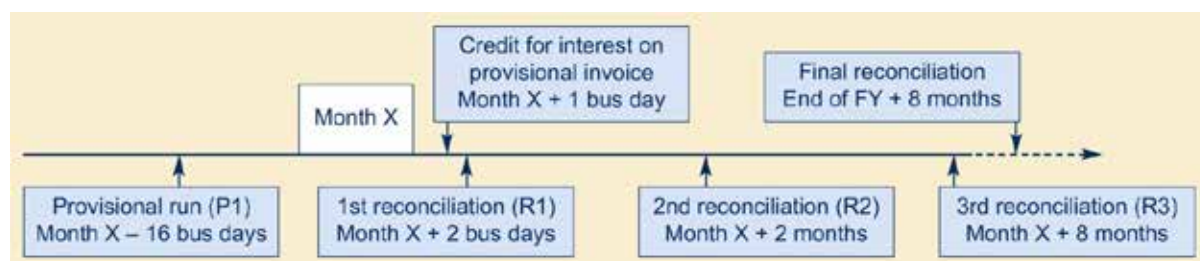 Credit for interest on
provisional invoice
Month X + 1 bus day
Final reconciliation
End of FY + 8 months
Month X
Provisional run (P1)
Month X – 16 bus days
1st reconciliation (R1)
Month X + 2 bus days
2nd reconciliation (R2)
Month X + 2 months
3rd reconciliation (R3)
Month X + 8 months